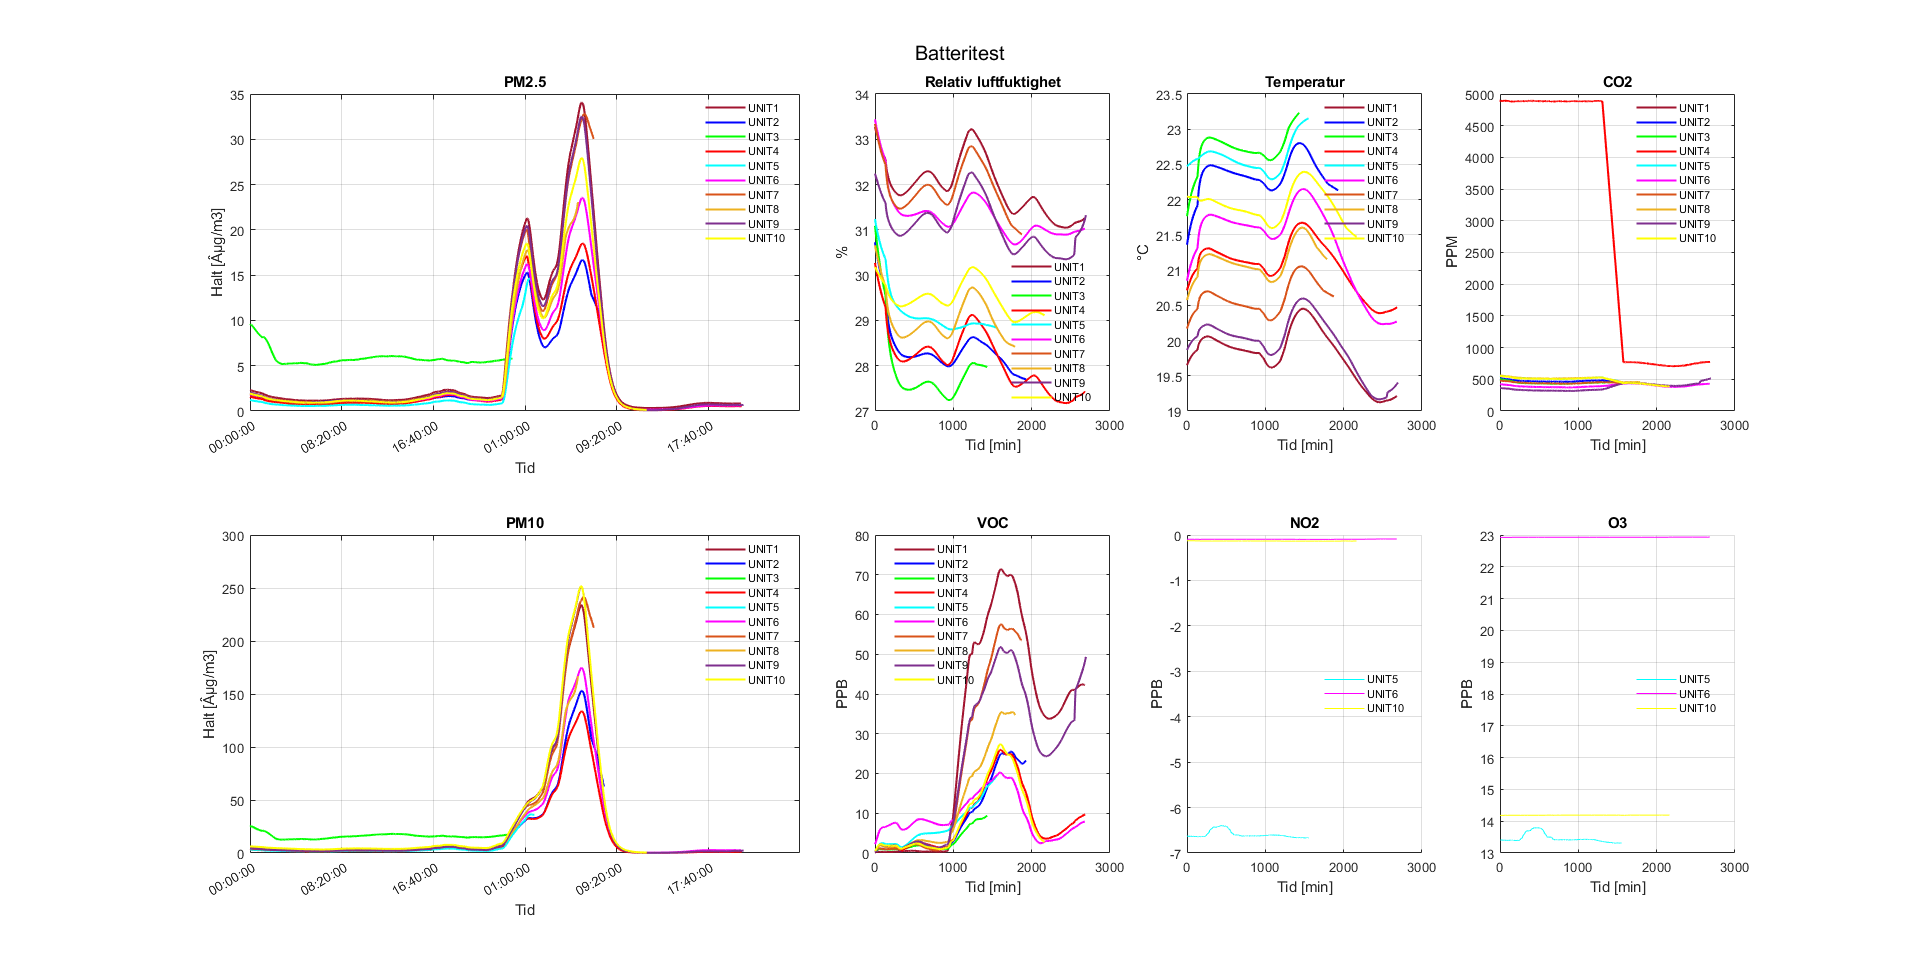 Batteritest
PM2.5
Halt [Âµg/m3]
35
30
25
20
15
10
5
0
00:00:00
08:20:00
16:40:00
01:00:00
09:20:00
17:40:00
Tid
UNIT1
UNIT2
UNIT3
UNIT4
UNIT5
UNIT6
UNIT7
UNIT8
UNIT9
UNIT10
Relativ luftfuktighet
%
34
33
32
31
30
29
28
27
0
1000
2000
3000
Tid [min]
UNIT1
UNIT2
UNIT3
UNIT4
UNIT5
UNIT6
UNIT7
UNIT8
UNIT9
UNIT10
Temperatur
°C
23.5
23
22.5
22
21.5
21
20.5
20
19.5
19
0
1000
2000
3000
Tid [min]
UNIT1
UNIT2
UNIT3
UNIT4
UNIT5
UNIT6
UNIT7
UNIT8
UNIT9
UNIT10
CO2
PPM
5000
4500
4000
3500
3000
2500
2000
1500
1000
500
0
0
1000
2000
3000
Tid [min]
UNIT1
UNIT2
UNIT3
UNIT4
UNIT5
UNIT6
UNIT7
UNIT8
UNIT9
UNIT10
PM10
Halt [Âµg/m3]
300
250
200
150
100
50
0
00:00:00
08:20:00
16:40:00
01:00:00
09:20:00
17:40:00
Tid
UNIT1
UNIT2
UNIT3
UNIT4
UNIT5
UNIT6
UNIT7
UNIT8
UNIT9
UNIT10
VOC
PPB
80
70
60
50
40
30
20
10
0
0
1000
2000
3000
Tid [min]
UNIT1
UNIT2
UNIT3
UNIT4
UNIT5
UNIT6
UNIT7
UNIT8
UNIT9
UNIT10
NO2
PPB
-0
-1
-2
-3
-4
-5
-6
-7
0
1000
2000
3000
Tid [min]
UNIT5
UNIT6
UNIT10
O3
PPB
23
22
21
20
19
18
17
16
15
14
13
0
1000
2000
3000
Tid [min]
UNIT5
UNIT6
UNIT10